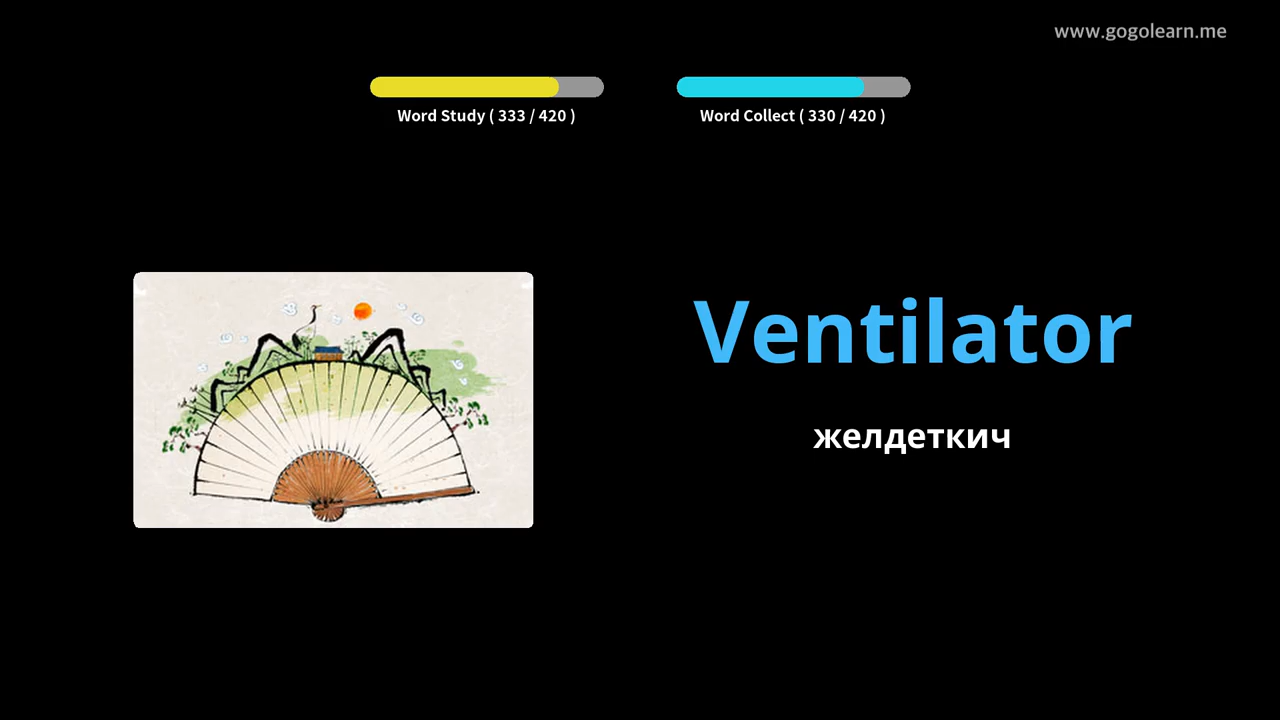 www.gogolearn.me
Word Study ( 333 / 420 )
Word Collect ( 330 / 420 )
Ventilator
желдеткич